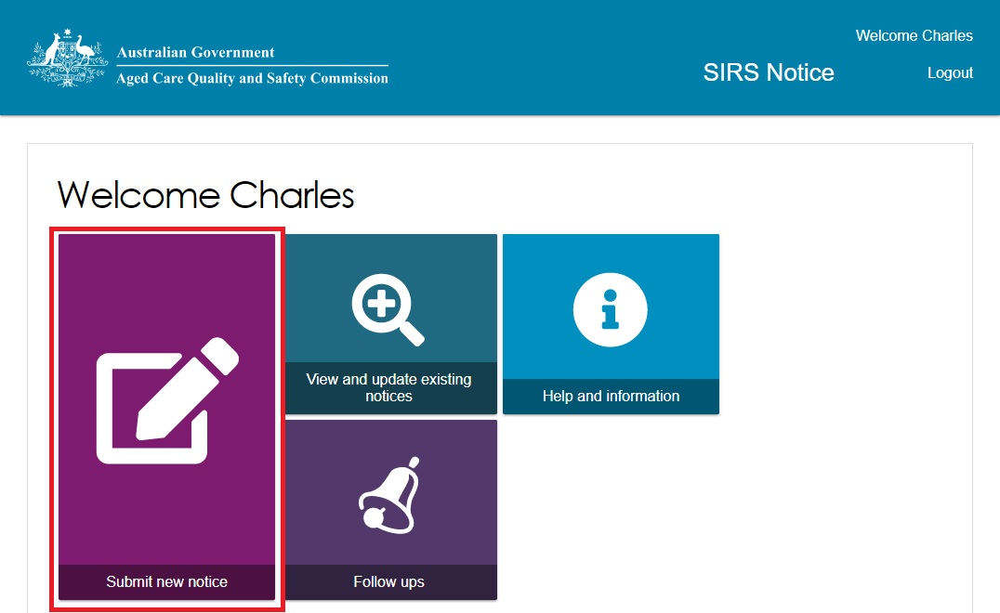 Australian Government
Aged Care Quality and Safety Commission
Welcome Charles
SIRS Notice
Logout
Welcome Charles
Submit new notice
View and update existing
notices
Help and information
Follow ups